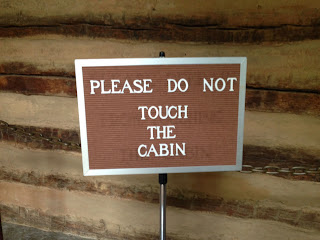 PLEASE DO NOT
TOUCH
THE
CABIN